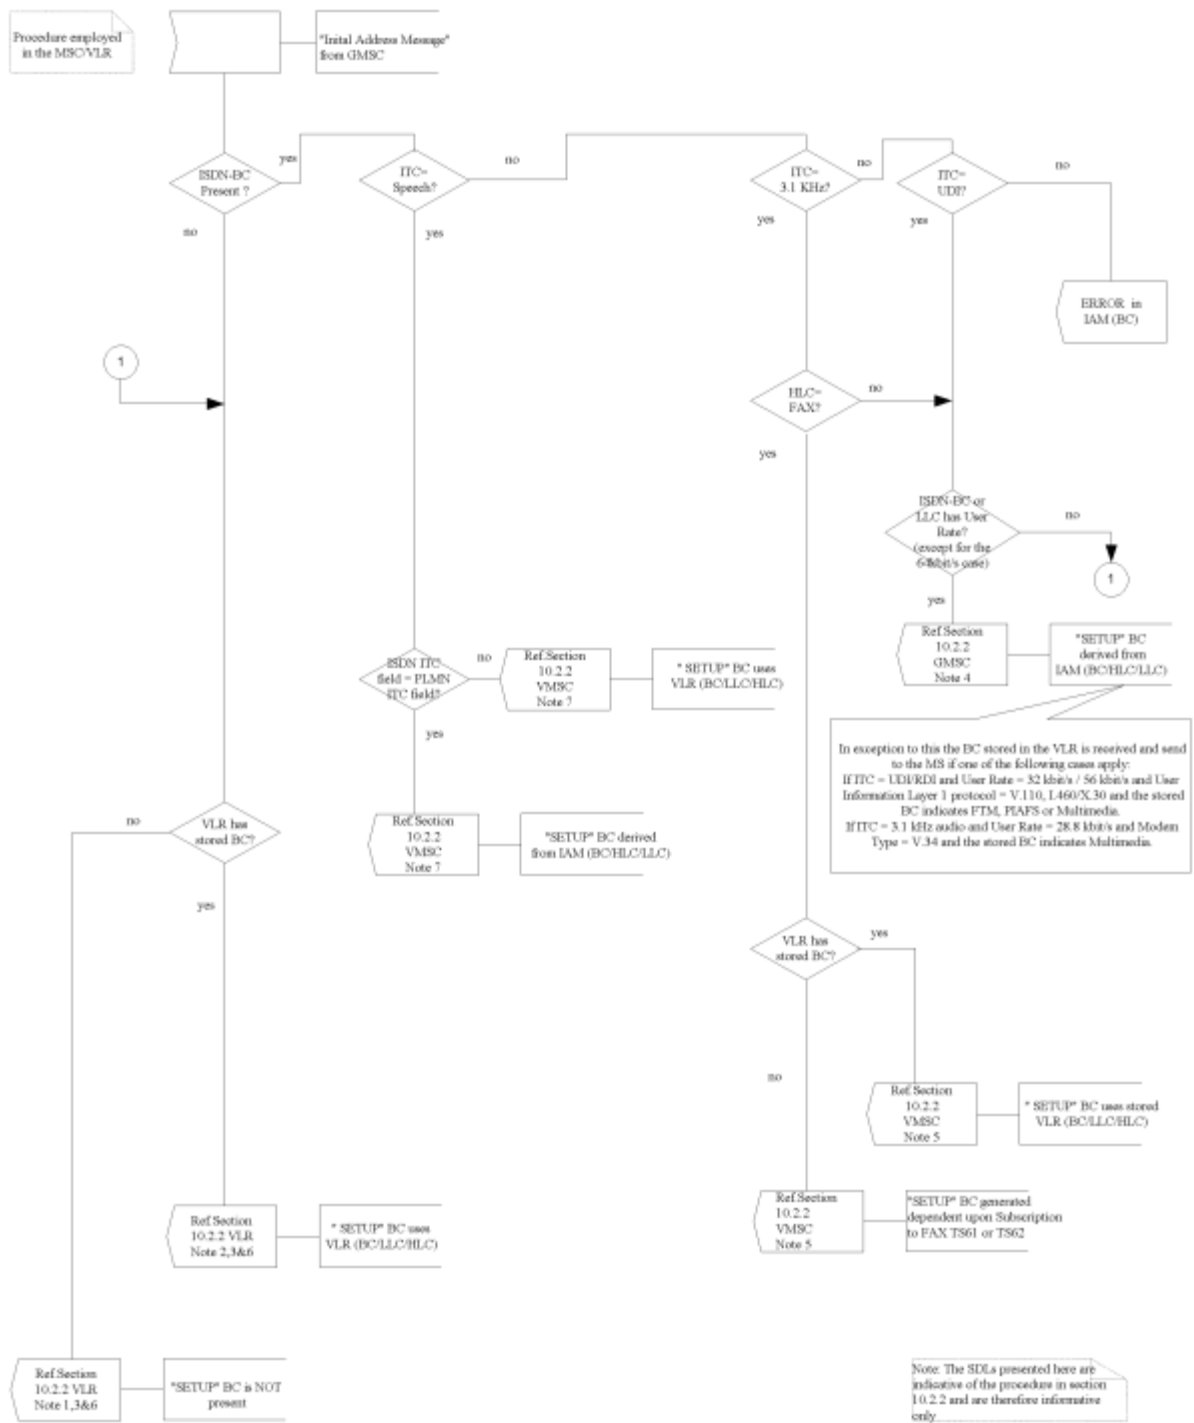 Procedure employed
in the MSC/VLR
"Inital Address Message"
from GMSC
ISDN-BC
Present ?
yes
no
ITC=
Speech?
no
yes
ITC=
3.1 KHz?
no
yes
ITC=
UDI?
no
yes
ERROR in
IAM (BC)
1
HLC=
FAX?
no
yes
ISDN-BC or
LLC has User
Rate?
(except for the
64kbit/s case)
no
1
yes
Ref.Section
10.2.2
GMSC
Note 4
"SETUP" BC
derived from
IAM (BC/HLC/LLC)
ISDN ITC
field = PLMN
ITC field?
no
Ref.Section
10.2.2
VMSC
Note 7
" SETUP" BC uses
VLR (BC/LLC/HLC)
yes
In exception to this the BC stored in the VLR is received and send
to the MS if one of the following cases apply:
If ITC = UDI/RDI and User Rate = 32 kbit/s / 56 kbit/s and User
Information Layer 1 protocol = V.110, I.460/X.30 and the stored
BC indicates FTM, PIAFS or Multimedia.
If ITC = 3.1 kHz audio and User Rate = 28.8 kbit/s and Modem
Type = V.34 and the stored BC indicates Multimedia.
VLR has
stored BC?
no
yes
Ref.Section
10.2.2
VMSC
Note 7
"SETUP" BC derived
from IAM (BC/HLC/LLC)
VLR has
stored BC?
yes
no
Ref.Section
10.2.2
VMSC
Note 5
" SETUP" BC uses stored
VLR (BC/LLC/HLC)
Ref.Section
10.2.2 VLR
Note 2,3&6
" SETUP" BC uses
VLR (BC/LLC/HLC)
Ref.Section
10.2.2
VMSC
Note 5
"SETUP" BC generated
dependent upon Subscription
to FAX TS61 or TS62
Ref.Section
10.2.2 VLR
Note 1,3&6
"SETUP" BC is NOT
present
Note: The SDLs presented here are
indicative of the procedure in section
10.2.2 and are therefore informative
only